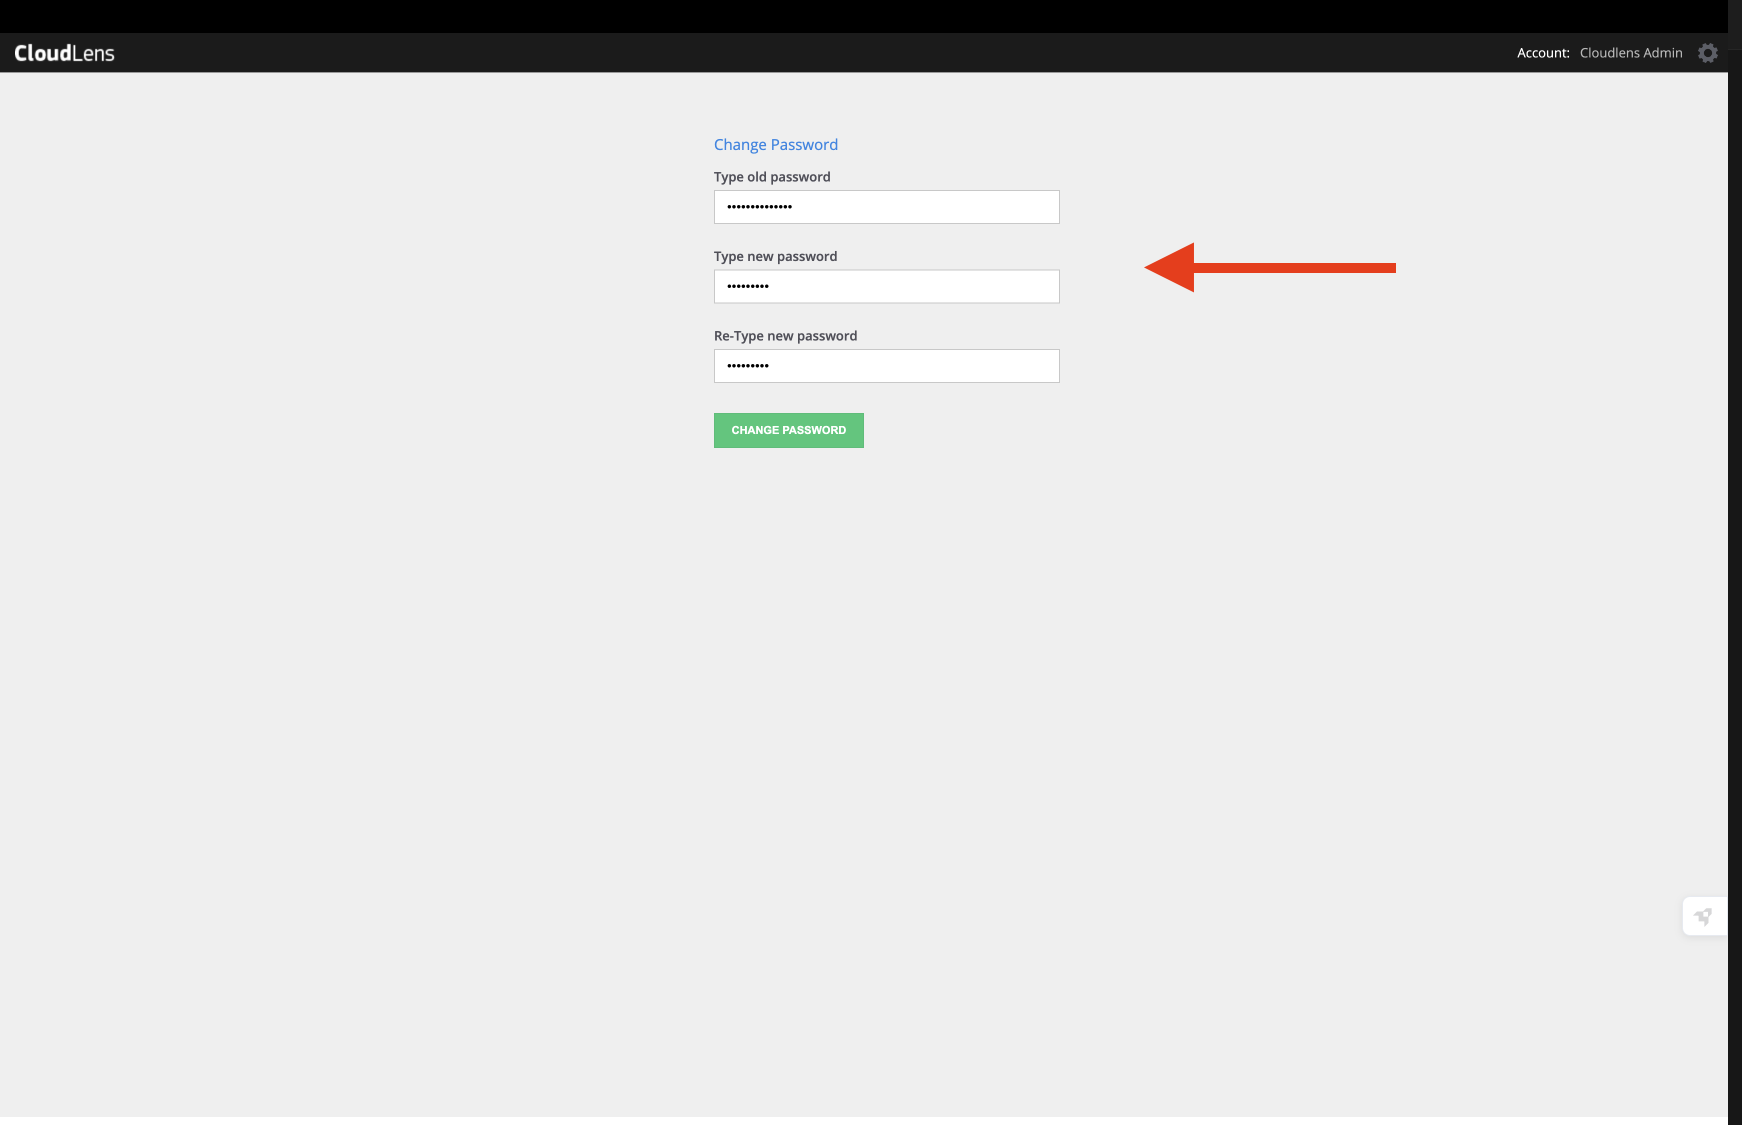 CloudLens
Account: Cloudlens Admin
Change Password
Type old password
••••••••••••••
Type new password
•••••••••
Re-Type new password
•••••••••
CHANGE PASSWORD